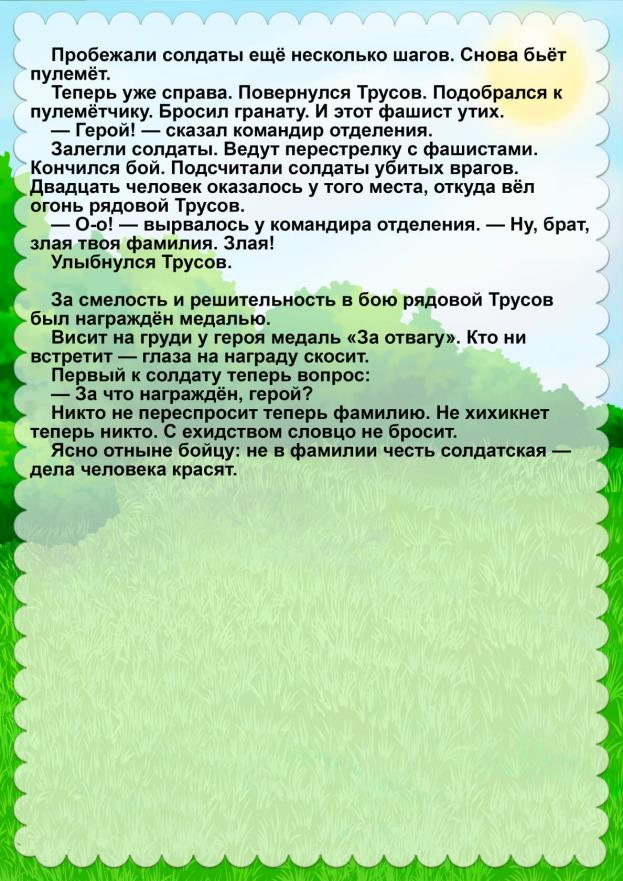 Пробежали солдаты ещё несколько шагов. Снова бьёт
пулемёт.
Теперь уже справа. Повернулся Трусов. Подобрался к
пулемётчику. Бросил гранату. И этот фашист утих.
— Герой! — сказал командир отделения.
Залегли солдаты. Ведут перестрелку с фашистами.
Кончился бой. Подсчитали солдаты убитых врагов.
Двадцать человек оказалось у того места, откуда вёл
огонь рядовой Трусов.
— О-о! — вырвалось у командира отделения. — Ну, брат,
злая твоя фамилия. Злая!
Улыбнулся Трусов.
За смелость и решительность в бою рядовой Трусов
был награждён медалью.
Висит на груди у героя медаль «За отвагу». Кто ни
встретит — глаза на награду скосит.
Первый к солдату теперь вопрос:
— За что награждён, герой?
Никто не переспросит теперь фамилию. Не хихикнет
теперь никто. С ехидством словцо не бросит.
Ясно отныне бойцу: не в фамилии честь солдатская —
дела человека красят.